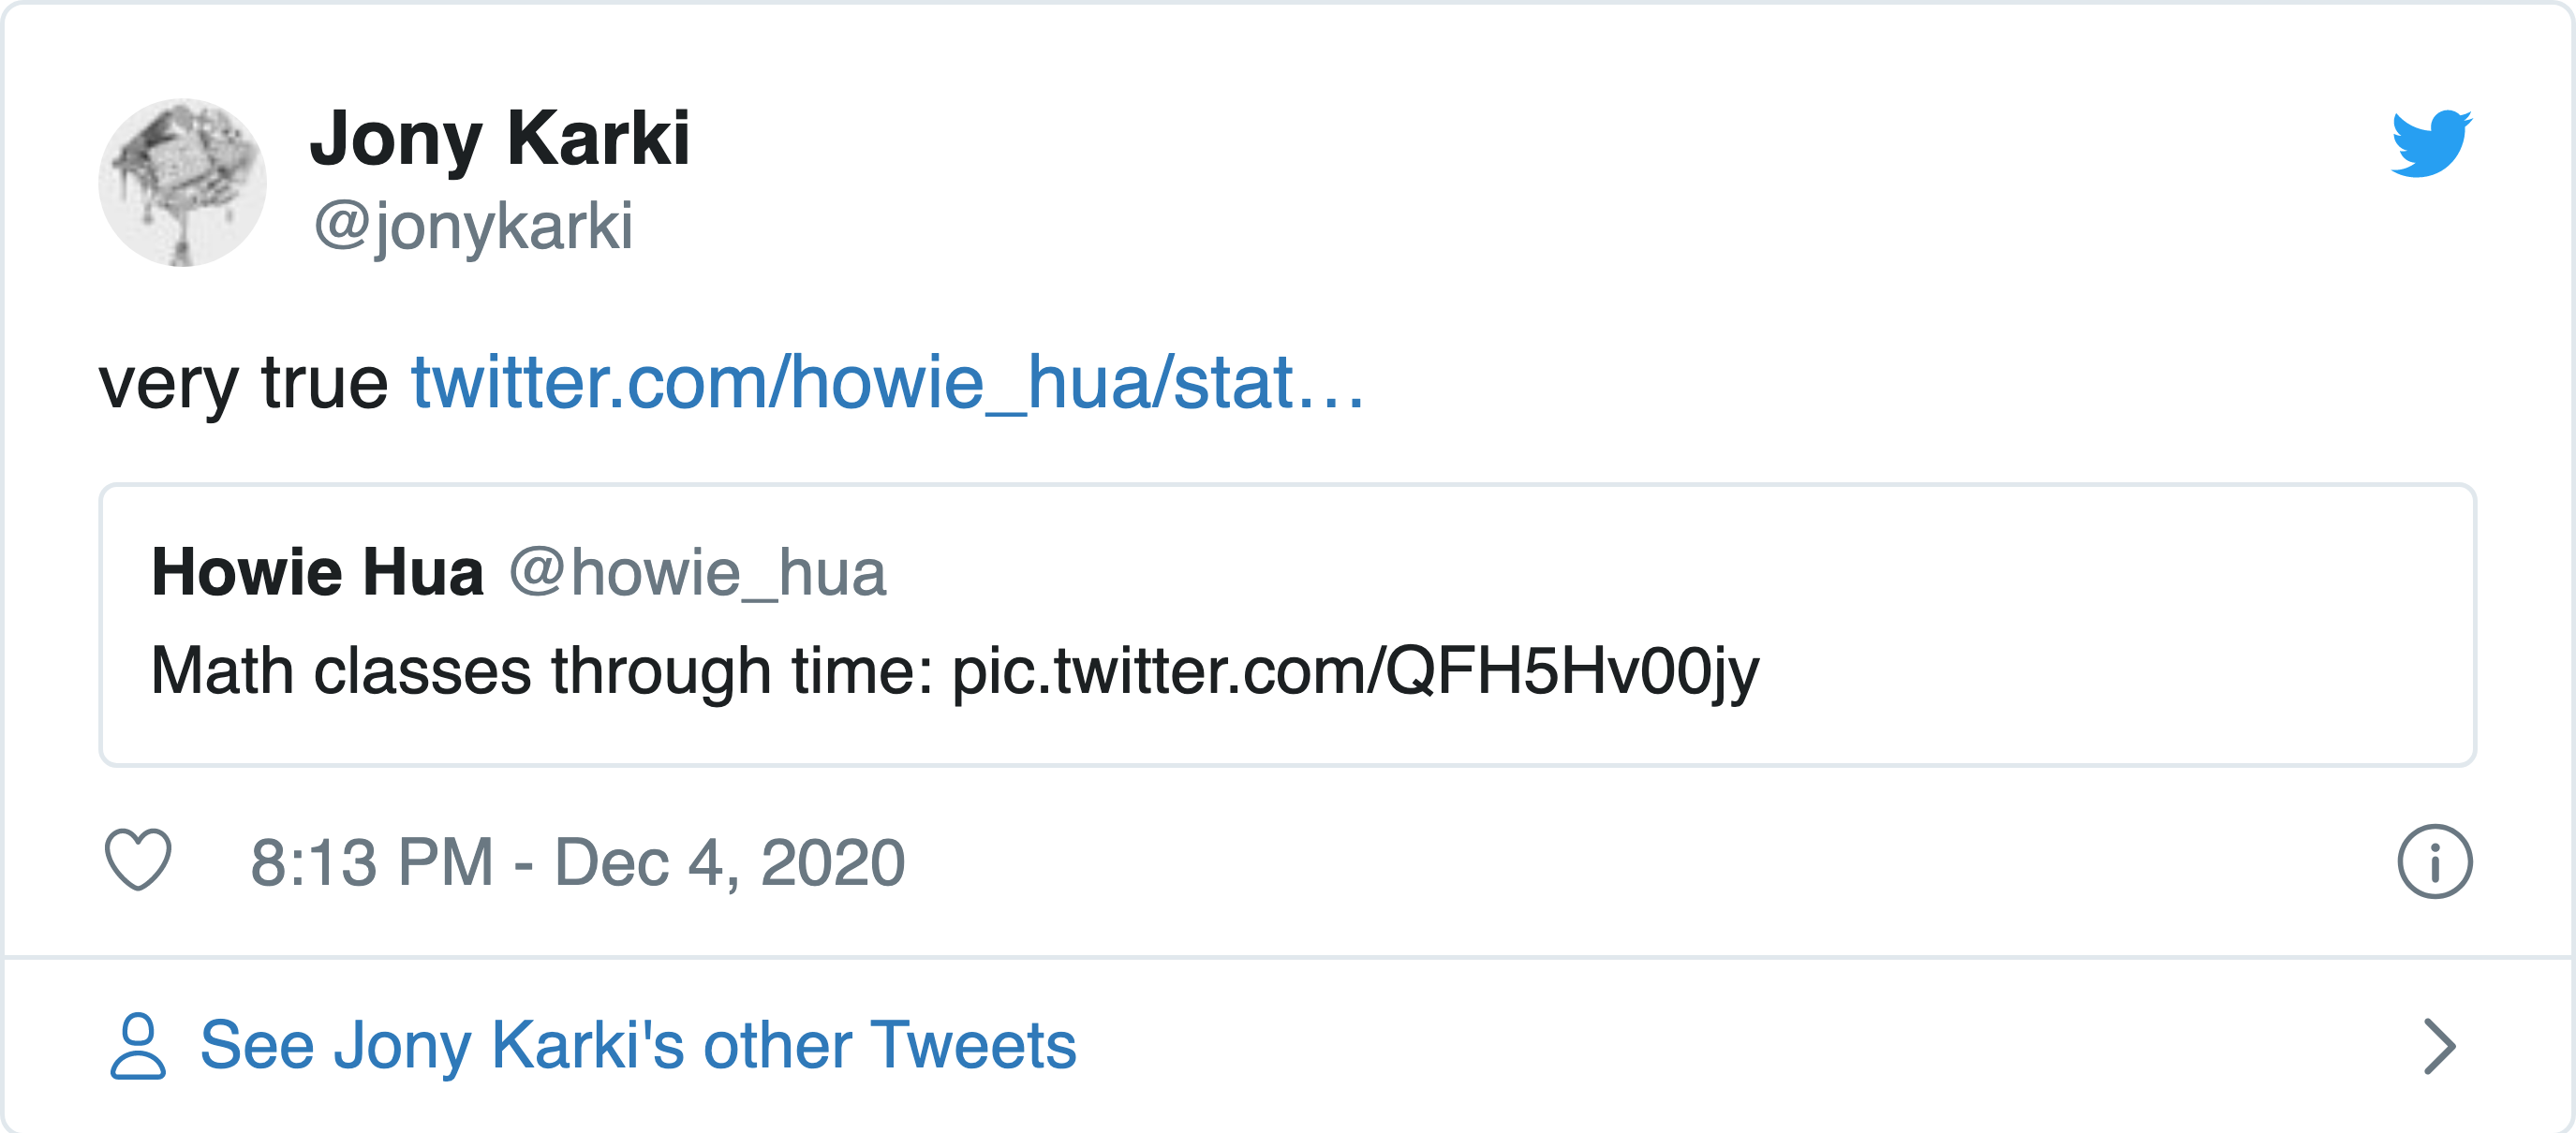 Jony Karki
@jonykarki
very true twitter.com/howie_hua/stat…
Howie Hua @howie_hua
Math classes through time: pic.twitter.com/QFH5Hv00jy
8:13 PM - Dec 4, 2020
See Jony Karki's other Tweets